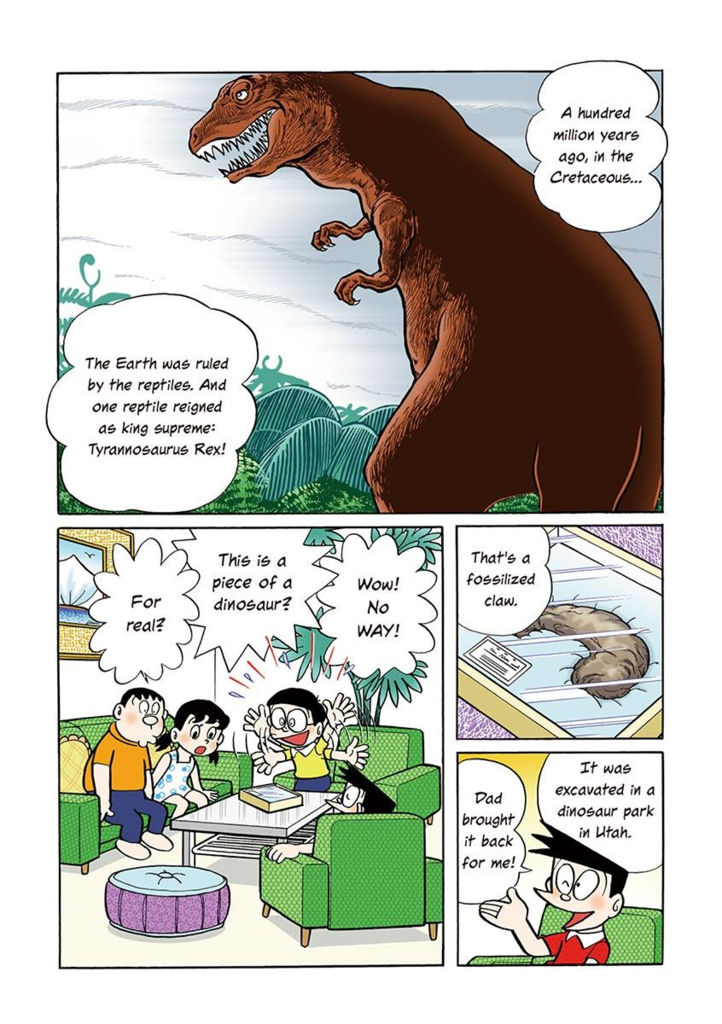 A hundred
million years
ago, in the
Cretaceous...
The Earth was ruled
by the reptiles. And
one reptile reigned
as king supreme:
Tyrannosaurus Rex!
For
real?
This is a
piece of a
dinosaur?
Wow!
No
WAY!
That's a
fossilized
claw.
It was
excavated in a
dinosaur park
in Utah.
Dad
brought
it back
for me!